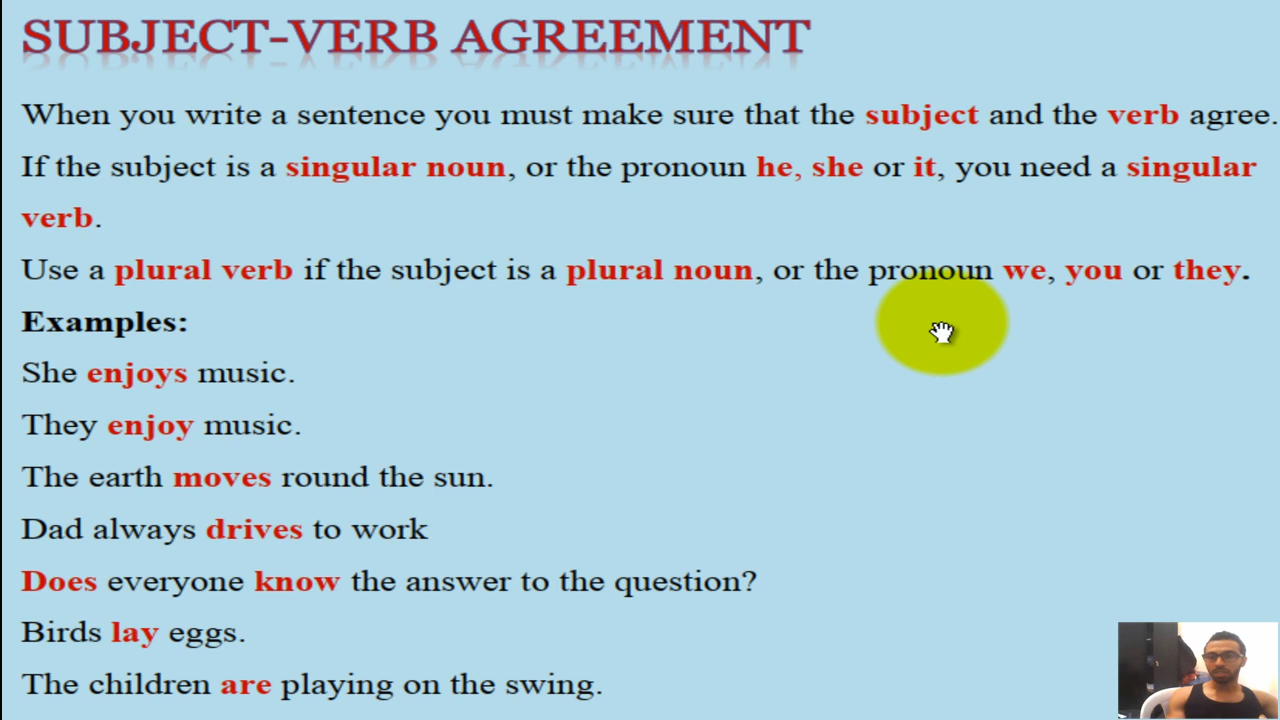 SUBJECT-VERB AGREEMENT
When you write a sentence you must make sure that the subject and the verb agree.
If the subject is a singular noun, or the pronoun he, she or it, you need a singular
verb.
Use a plural verb if the subject is a plural noun, or the pronoun we, you or they.
Examples:
She enjoys music.
They enjoy music.
The earth moves round the sun.
Dad always drives to work
Does everyone know the answer to the question?
Birds lay eggs.
The children are playing on the swing.